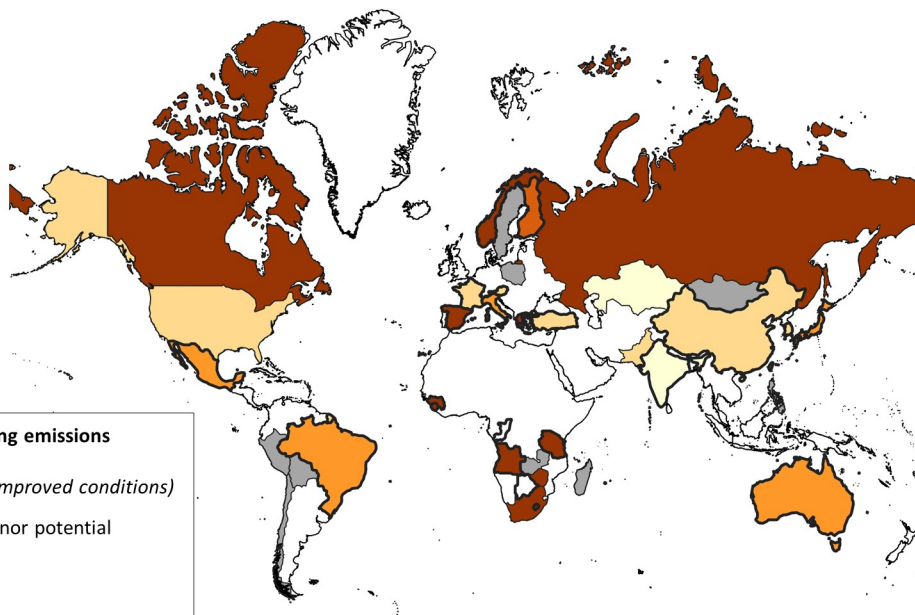 ng emissions
mproved conditions)
nor potential